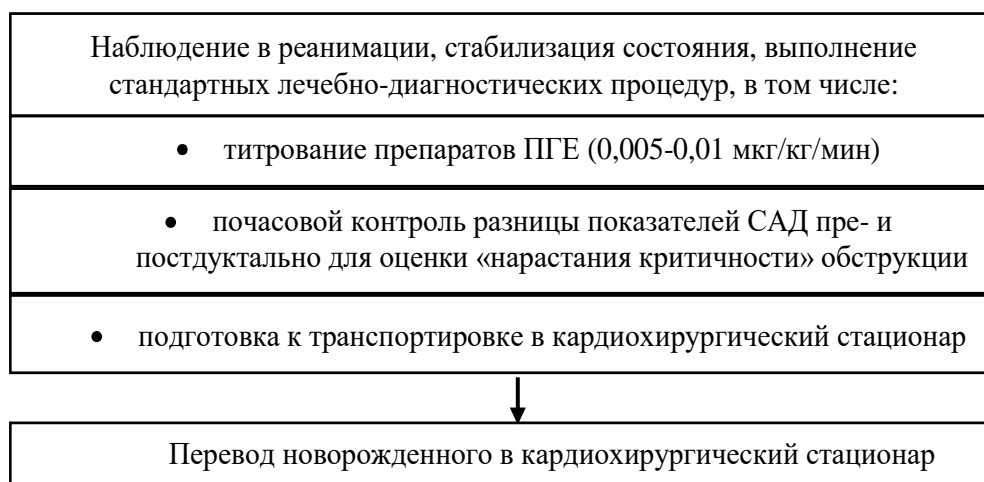 Наблюдение в реанимации, стабилизация состояния, выполнение
стандартных лечебно-диагностических процедур, в том числе:
• титрование препаратов ПГЕ (0,005-0,01 мкг/кг/мин)
• почасовой контроль разницы показателей САД пре- и
постдуктально для оценки «нарастания критичности» обструкции
• подготовка к транспортировке в кардиохирургический стационар
Перевод новорожденного в кардиохирургический стационар